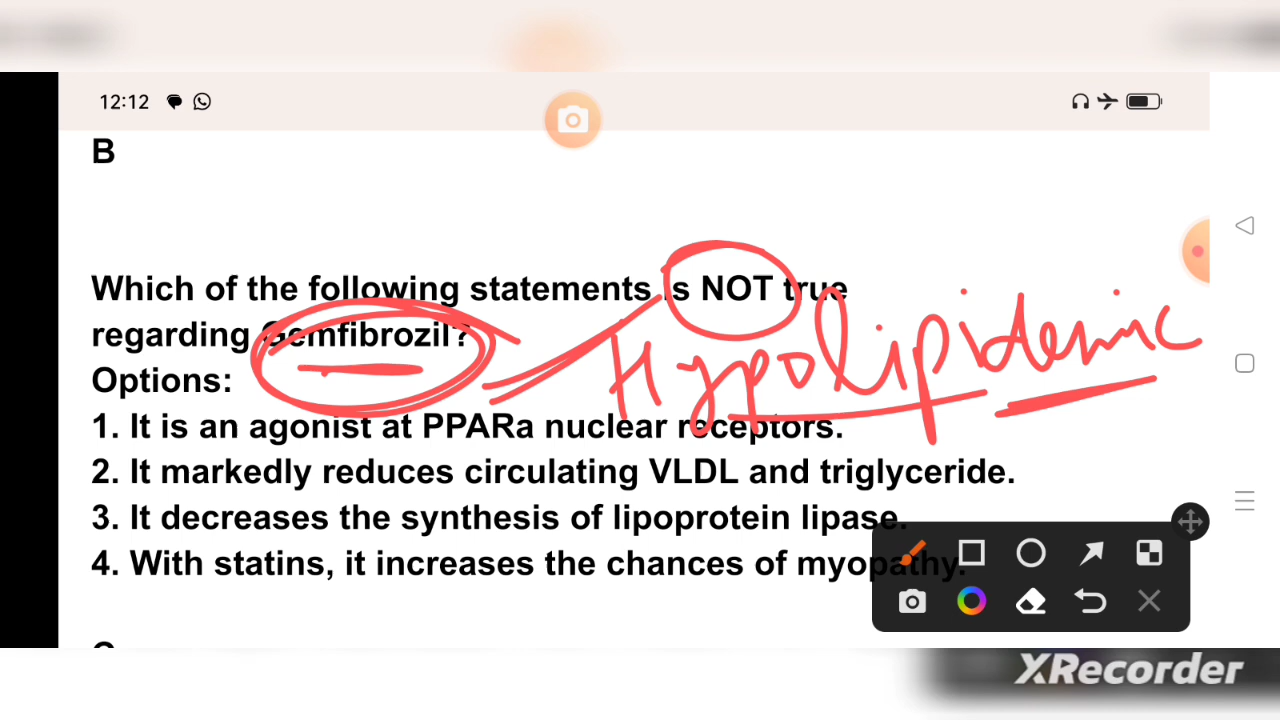 12:12
B
Which of the following statements is NOT true
regarding Gemfibrozil?
Hypolipidemic
Options:
1. It is an agonist at PPARa nuclear receptors.
2. It markedly reduces circulating VLDL and triglyceride.
3. It decreases the synthesis of lipoprotein lipase.
4. With statins, it increases the chances of myopathy.
XRecorder